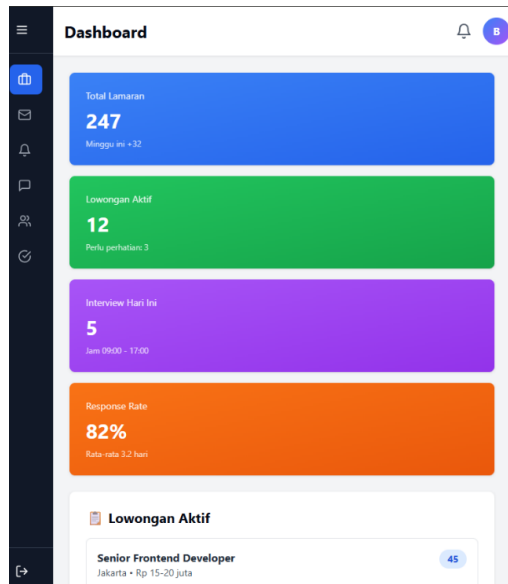 Dashboard
B
Total Lamaran
247
Minggu ini +32
Lowongan Aktif
12
Perlu perhatian: 3
Interview Hari Ini
5
Jam 09:00 - 17:00
Response Rate
82%
Rata-rata 3.2 hari
Lowongan Aktif
Senior Frontend Developer
45
Jakarta • Rp 15-20 juta